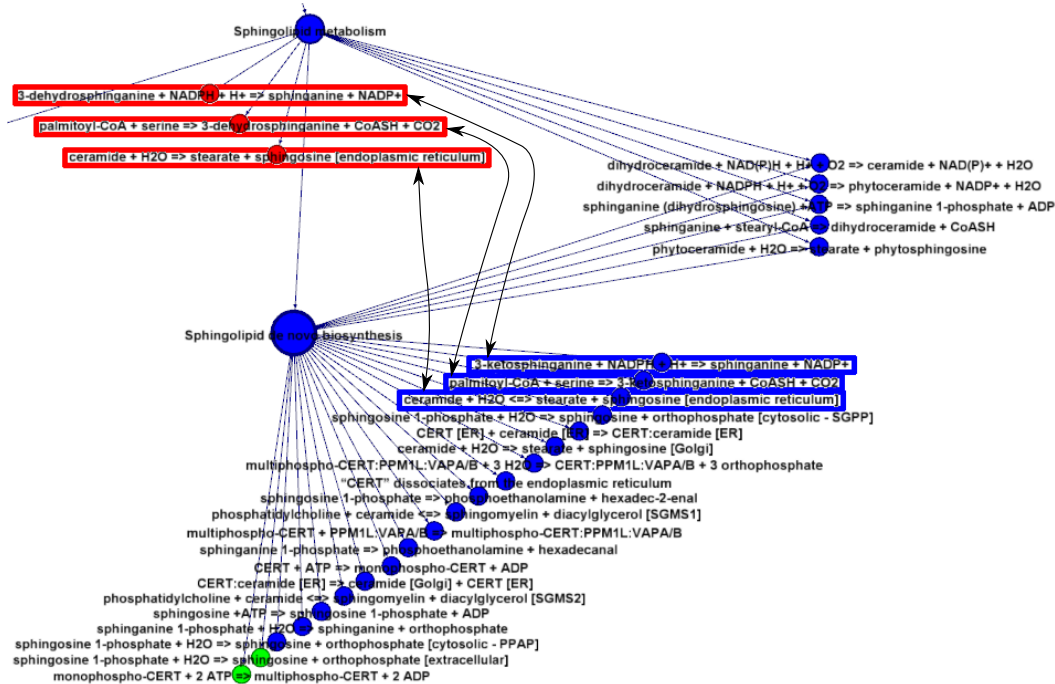 Sphingolipid metabolism
3-dehydrosphinganine + NADPH + H+ => sphinganine + NADP+
palmitoyl-CoA + serine => 3-dehydrosphinganine + CoASH + CO2
ceramide + H2O => stearate + sphingosine [endoplasmic reticulum]
dihydroceramide + NAD(P)H + H+ + O2 => ceramide + NAD(P)+ + H2O
dihydroceramide + NADPH + H+ + O2 => phytoceramide + NADP+ + H2O
sphinganine (dihydrosphingosine) +ATP => sphinganine 1-phosphate + ADP
sphinganine + stearyl-CoA => dihydroceramide + CoASH
phytoceramide + H2O => stearate + phytosphingosine
Sphingolipid de novo biosynthesis
3-ketosphinganine + NADPH + H+ => sphinganine + NADP+
palmitoyl-CoA + serine => 3-ketosphinganine + CoASH + CO2
ceramide + H2O <=> stearate + sphingosine [endoplasmic reticulum]
sphingosine 1-phosphate + H2O => sphingosine + orthophosphate [cytosolic - SGPP]
CERT [ER] + ceramide [ER] => CERT:ceramide [ER]
ceramide + H2O => stearate + sphingosine [Golgi]
multiphospho-CERT:PPM1L:VAPA/B + 3 H2O => CERT:PPM1L:VAPA/B + 3 orthophosphate
“CERT” dissociates from the endoplasmic reticulum
sphingosine 1-phosphate => phosphoethanolamine + hexadec-2-enal
phosphatidylcholine + ceramide <=> sphingomyelin + diacylglycerol [SGMS1]
multiphospho-CERT + PPM1L:VAPA/B => multiphospho-CERT:PPM1L:VAPA/B
sphinganine 1-phosphate => phosphoethanolamine + hexadecanal
CERT + ATP => monophospho-CERT + ADP
CERT:ceramide [ER] => ceramide [Golgi] + CERT [ER]
phosphatidylcholine + ceramide <=> sphingomyelin + diacylglycerol [SGMS2]
sphingosine +ATP => sphingosine 1-phosphate + ADP
sphinganine 1-phosphate + H2O => sphinganine + orthophosphate
sphingosine 1-phosphate + H2O => sphingosine + orthophosphate [cytosolic - PPAP]
sphingosine 1-phosphate + H2O => sphingosine + orthophosphate [extracellular]
monophospho-CERT + 2 ATP => multiphospho-CERT + 2 ADP